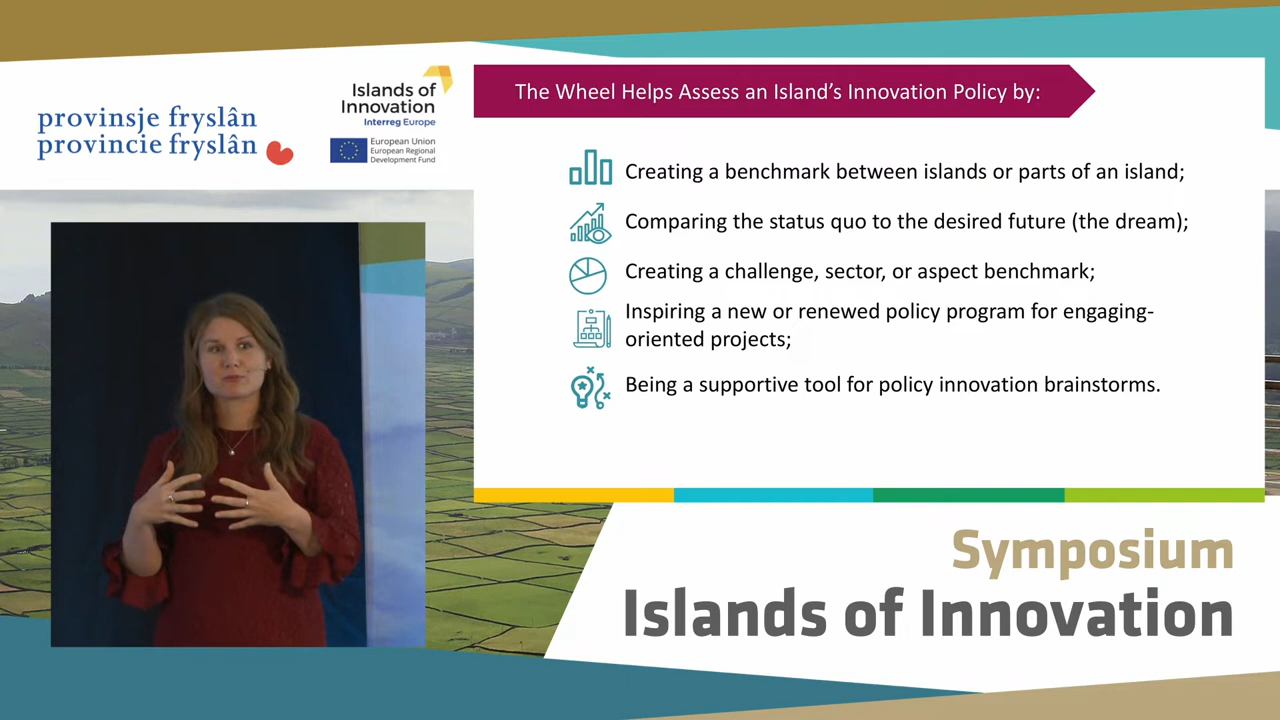 provinsje fryslân
provincie fryslân
Islands of
Innovation
Interreg Europe
European Union
European Regional
Development Fund
The Wheel Helps Assess an Island's Innovation Policy by:
Creating a benchmark between islands or parts of an island;
Comparing the status quo to the desired future (the dream);
Creating a challenge, sector, or aspect benchmark;
Inspiring a new or renewed policy program for engaging-
oriented projects;
Being a supportive tool for policy innovation brainstorms.
Symposium
Islands of Innovation